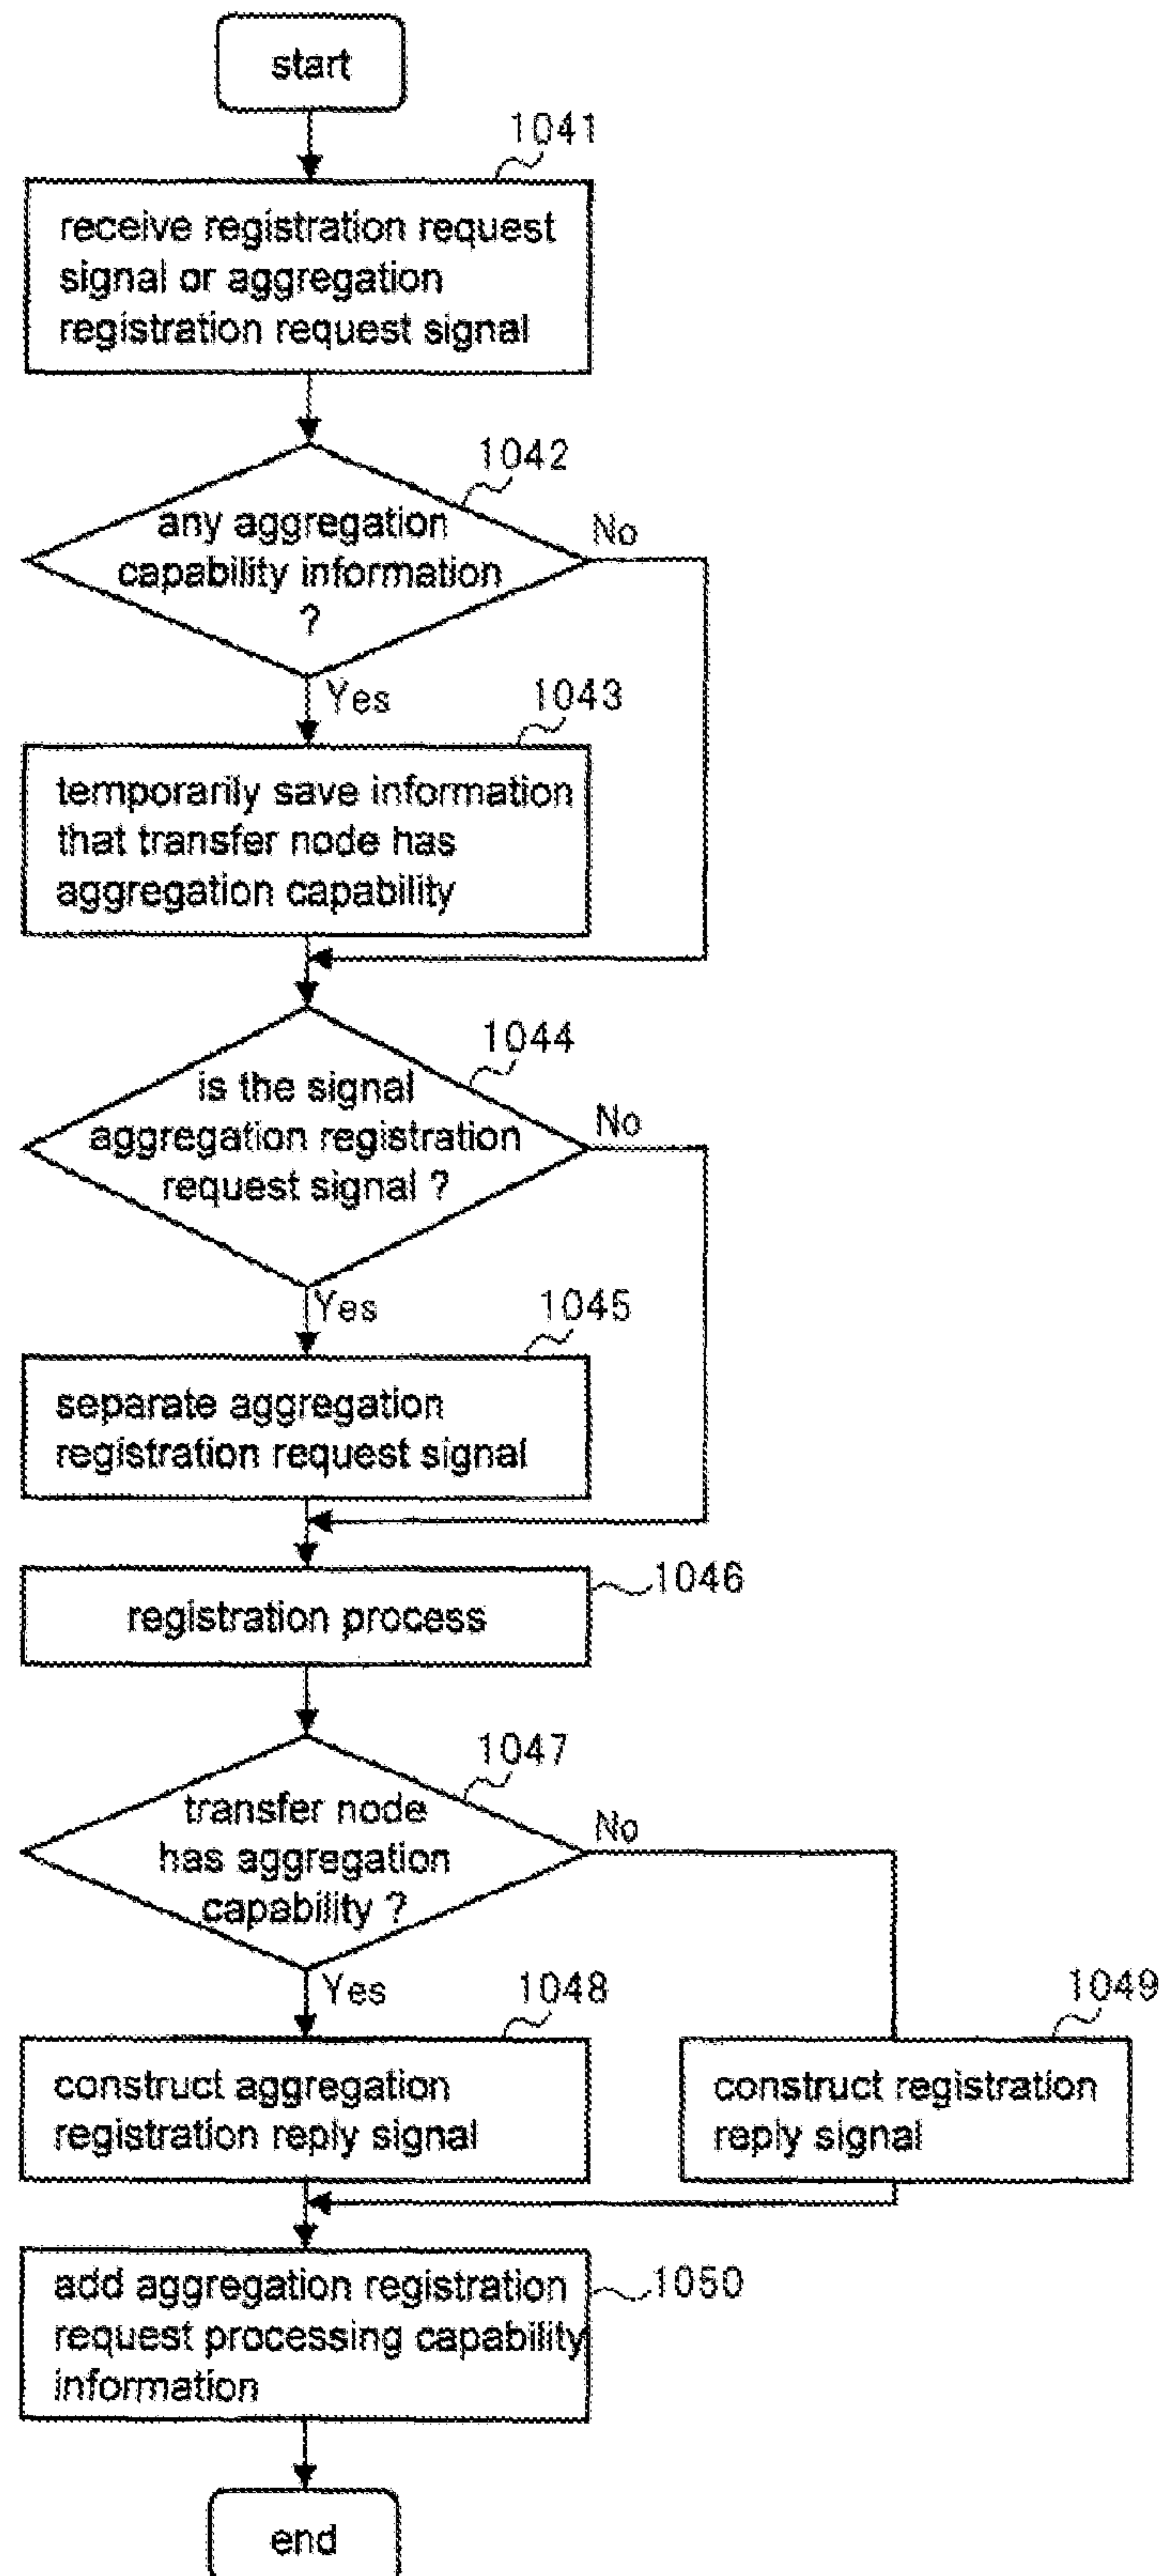 start
1041
receive registration request
signal or aggregation
registration request signal
1042
any aggregation
capability information
?
No
Yes
1043
temporarily save information
that transfer node has
aggregation capability
1044
is the signal
aggregation registration
request signal ?
No
Yes
1045
separate aggregation
registration request signal
registration process
1046
1047
transfer node
has aggregation
capability ?
No
Yes
1048
construct aggregation
registration reply signal
1049
construct registration
reply signal
add aggregation registration
request processing capability
information
1050
end